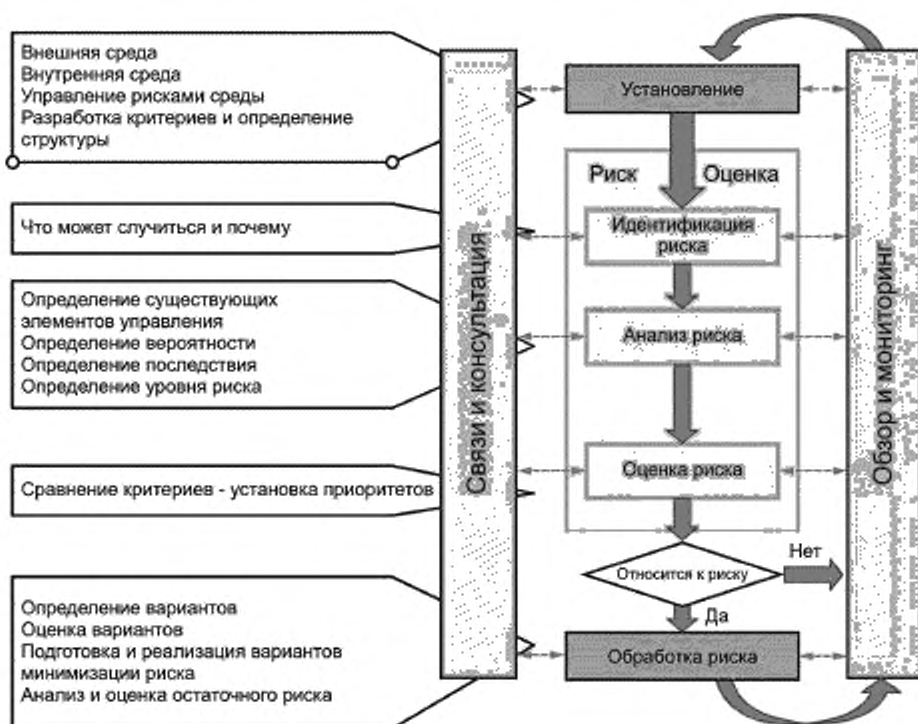 Внешняя среда
Внутренняя среда
Управление рисками среды
Разработка критериев и определение
структуры
Что может случиться и почему
Определение существующих
элементов управления
Определение вероятности
Определение последствия
Определение уровня риска
Сравнение критериев - установка приоритетов
Определение вариантов
Оценка вариантов
Подготовка и реализация вариантов
минимизации риска
Анализ и оценка остаточного риска
Связи и консультация
Установление
Риск Оценка
Идентификация
риска
Анализ риска
Оценка риска
Относится к риску
Нет
Да
Обработка риска
Обзор и мониторинг